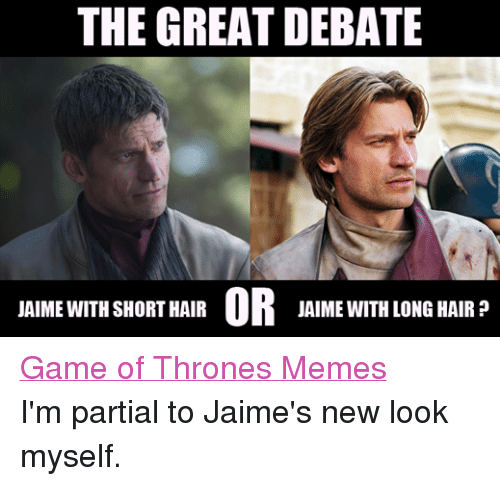 THE GREAT DEBATE
JAIME WITH SHORT HAIR OR JAIME WITH LONG HAIR ?
Game of Thrones Memes
I'm partial to Jaime's new look
myself.